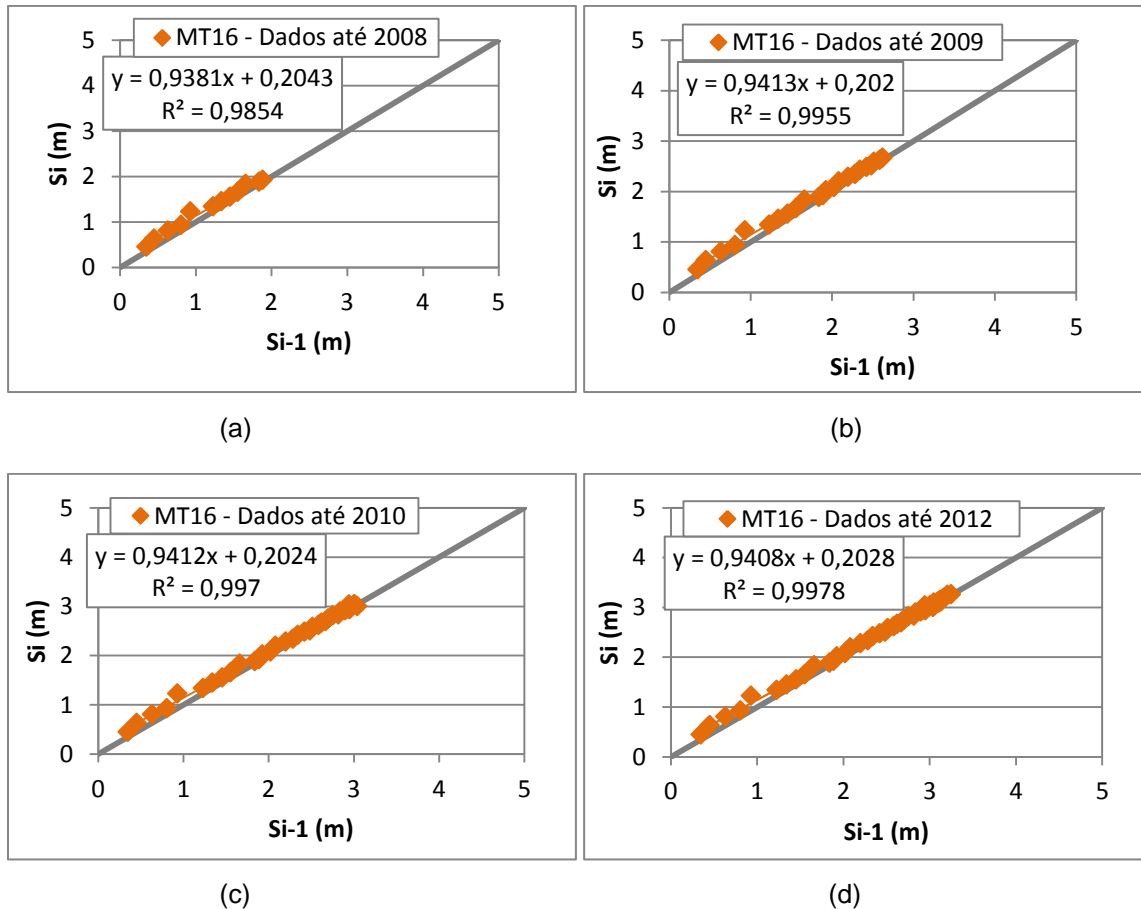 MT16 - Dados até 2008
y = 0,9381x + 0,2043
R² = 0,9854
5
4
3
2
1
0
Si (m)
0 1 2 3 4 5
Si-1 (m)
(a)
MT16 - Dados até 2009
y = 0,9413x + 0,202
R² = 0,9955
5
4
3
2
1
0
Si (m)
0 1 2 3 4 5
Si-1 (m)
(b)
MT16 - Dados até 2010
y = 0,9412x + 0,2024
R² = 0,997
5
4
3
2
1
0
Si (m)
0 1 2 3 4 5
Si-1 (m)
(c)
MT16 - Dados até 2012
y = 0,9408x + 0,2028
R² = 0,9978
5
4
3
2
1
0
Si (m)
0 1 2 3 4 5
Si-1 (m)
(d)